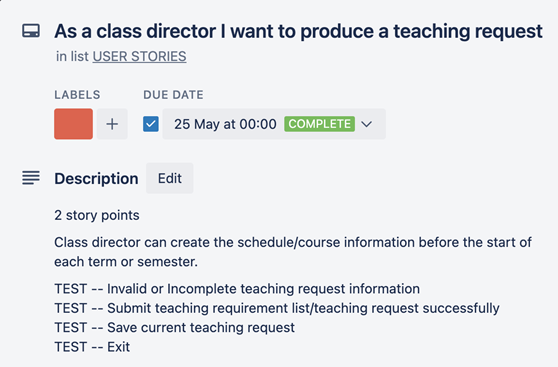 As a class director I want to produce a teaching request
in list USER STORIES
LABELS
DUE DATE
+
25 May at 00:00 COMPLETE
Description
Edit
2 story points
Class director can create the schedule/course information before the start of
each term or semester.
TEST -- Invalid or Incomplete teaching request information
TEST -- Submit teaching requirement list/teaching request successfully
TEST -- Save current teaching request
TEST -- Exit